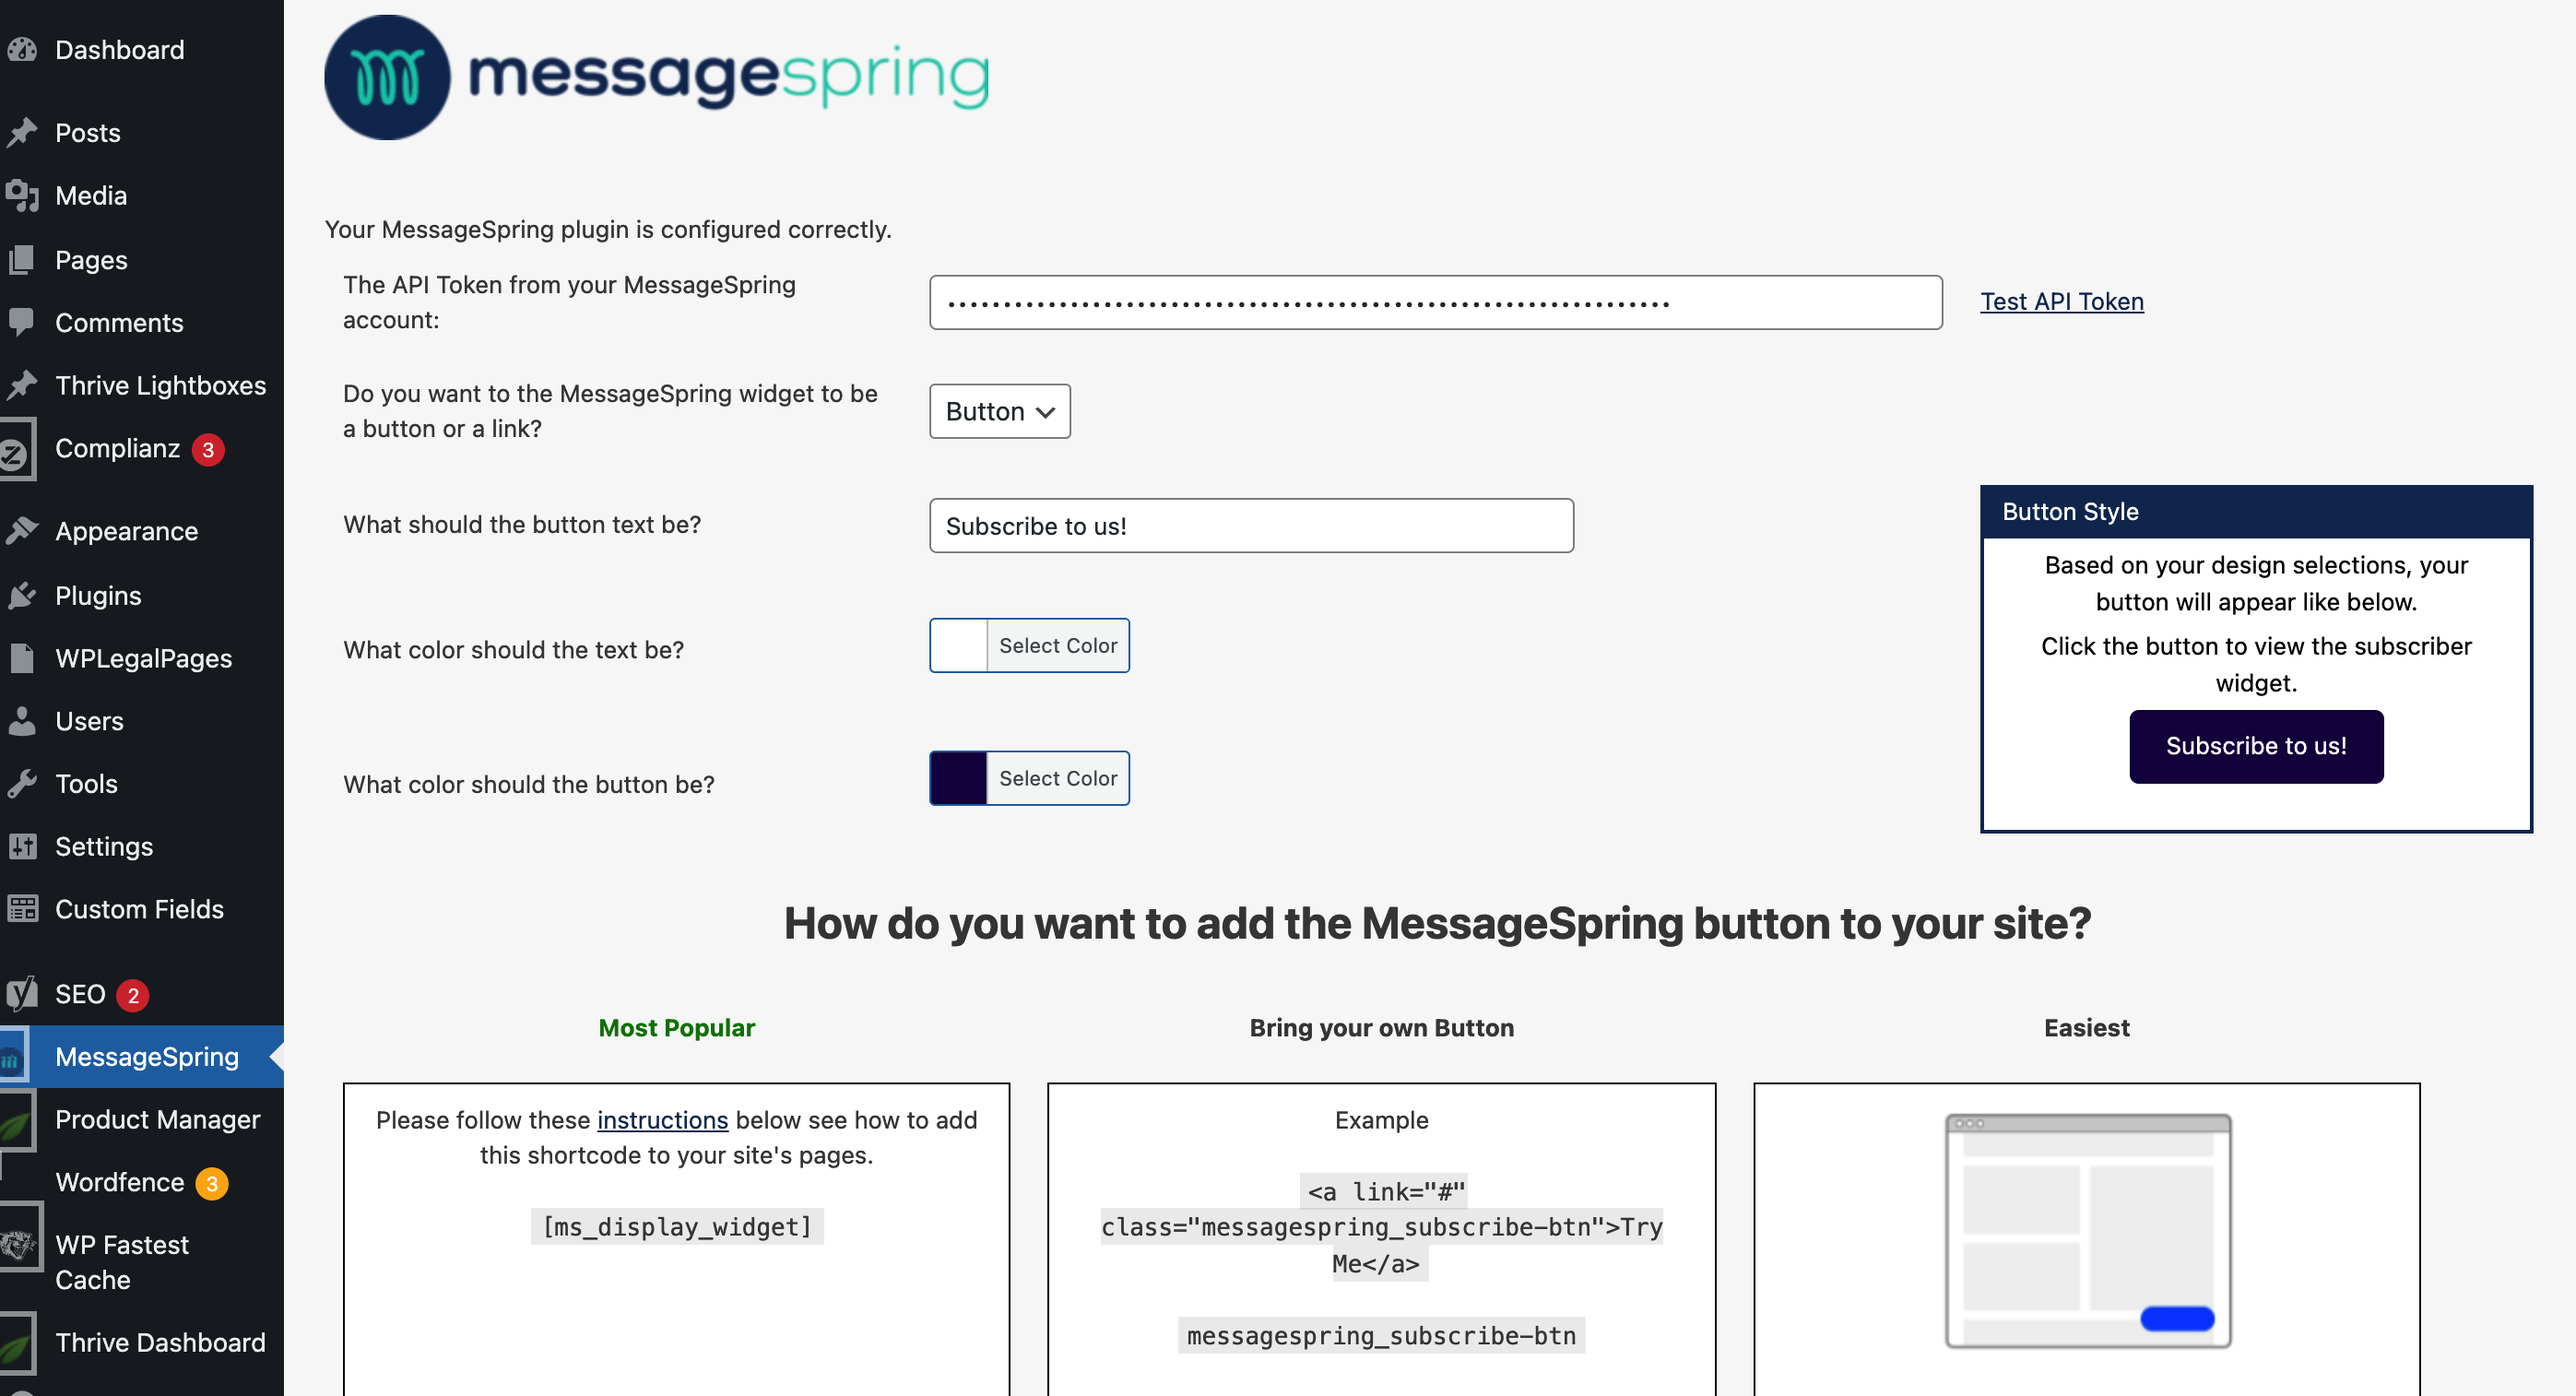 Dashboard
Posts
Media
Pages
Comments
Thrive Lightboxes
Complianz 3
Appearance
Plugins
WPLegalPages
Users
Tools
Settings
Custom Fields
SEO 2
MessageSpring
Product Manager
Wordfence 3
WP Fastest
Cache
Thrive Dashboard
messagespring
Your MessageSpring plugin is configured correctly.
The API Token from your MessageSpring
account:
Test API Token
Do you want to the MessageSpring widget to be
a button or a link?
Button
What should the button text be?
Subscribe to us!
What color should the text be?
Select Color
What color should the button be?
Select Color
Button Style
Based on your design selections, your
button will appear like below.
Click the button to view the subscriber
widget.
Subscribe to us!
How do you want to add the MessageSpring button to your site?
Most Popular
Please follow these instructions below see how to add
this shortcode to your site's pages.
[ms_display_widget]
Bring your own Button
Example
<a link="#"
class="messagespring_subscribe-btn">Try
Me</a>
messagespring_subscribe-btn
Easiest